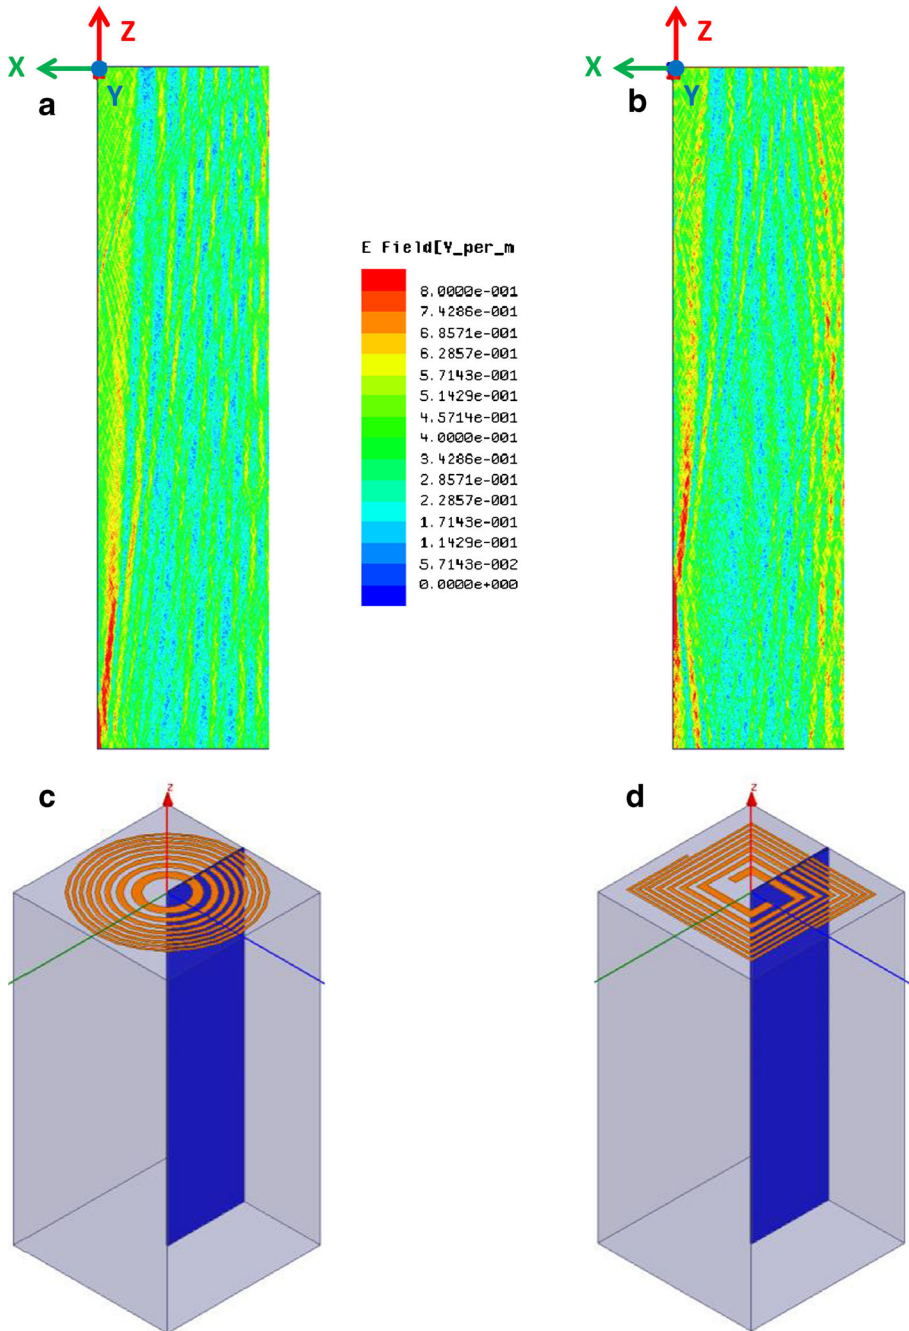 Z
X
Y
a
Z
X
Y
b
E Field[V_per_m
8.0000e-001
7.4286e-001
6.8571e-001
6.2857e-001
5.7143e-001
5.1429e-001
4.5714e-001
4.0000e-001
3.4286e-001
2.8571e-001
2.2857e-001
1.7143e-001
1.1429e-001
5.7143e-002
0.0000e+000
c
z
d
z